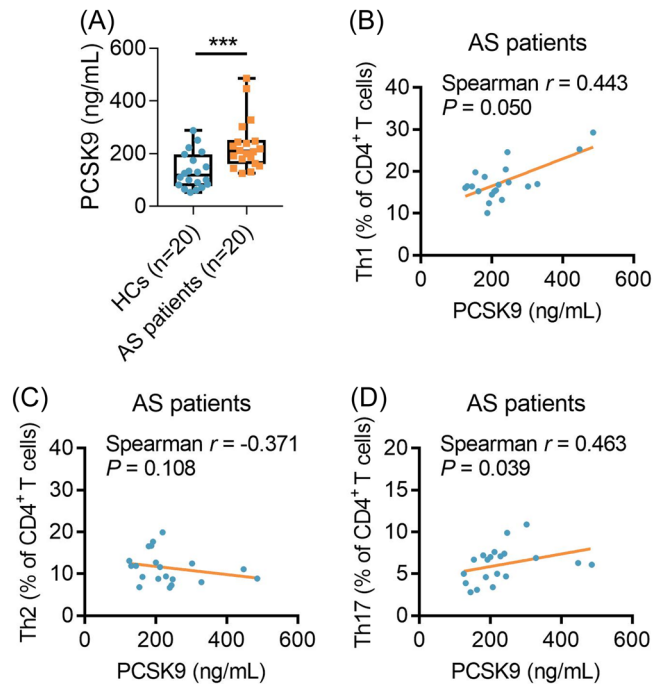 (A)
600
400
200
0
PCSK9 (ng/mL)
***
HCs (n=20)
AS patients (n=20)
(B)
AS patients
Spearman r = 0.443
P = 0.050
40
30
20
10
0
Th1 (% of CD4⁺ T cells)
0 200 400 600
PCSK9 (ng/mL)
(C)
AS patients
Spearman r = -0.371
P = 0.108
40
30
20
10
0
Th2 (% of CD4⁺ T cells)
0 200 400 600
PCSK9 (ng/mL)
(D)
AS patients
Spearman r = 0.463
P = 0.039
20
15
10
5
0
Th17 (% of CD4⁺ T cells)
0 200 400 600
PCSK9 (ng/mL)